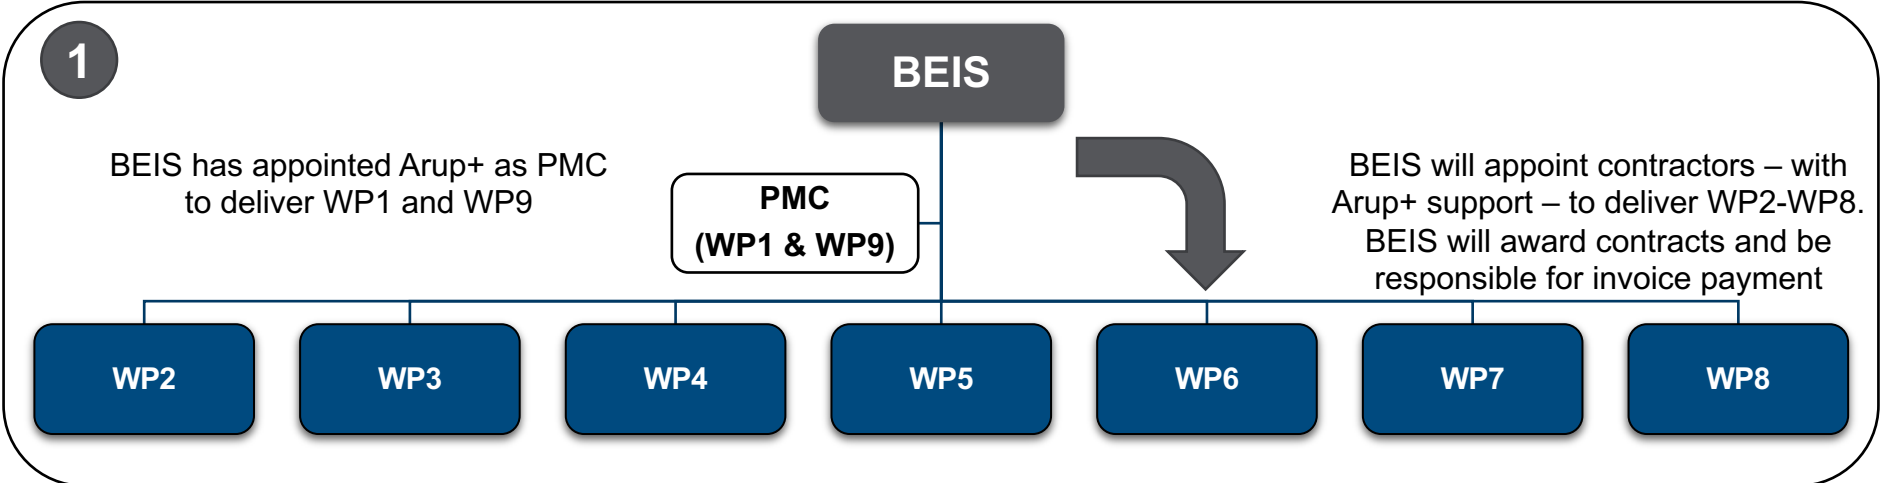 1
BEIS
BEIS has appointed Arup+ as PMC
to deliver WP1 and WP9
PMC
(WP1 & WP9)
BEIS will appoint contractors – with
Arup+ support – to deliver WP2-WP8.
BEIS will award contracts and be
responsible for invoice payment
WP2
WP3
WP4
WP5
WP6
WP7
WP8